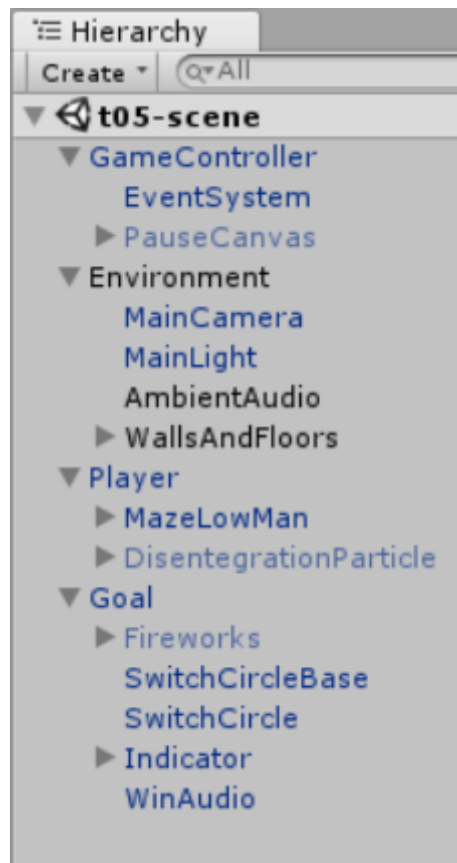 Hierarchy
Create All
t05-scene
GameController
EventSystem
PauseCanvas
Environment
MainCamera
MainLight
AmbientAudio
WallsAndFloors
Player
MazeLowMan
DisentegrationParticle
Goal
Fireworks
SwitchCircleBase
SwitchCircle
Indicator
WinAudio